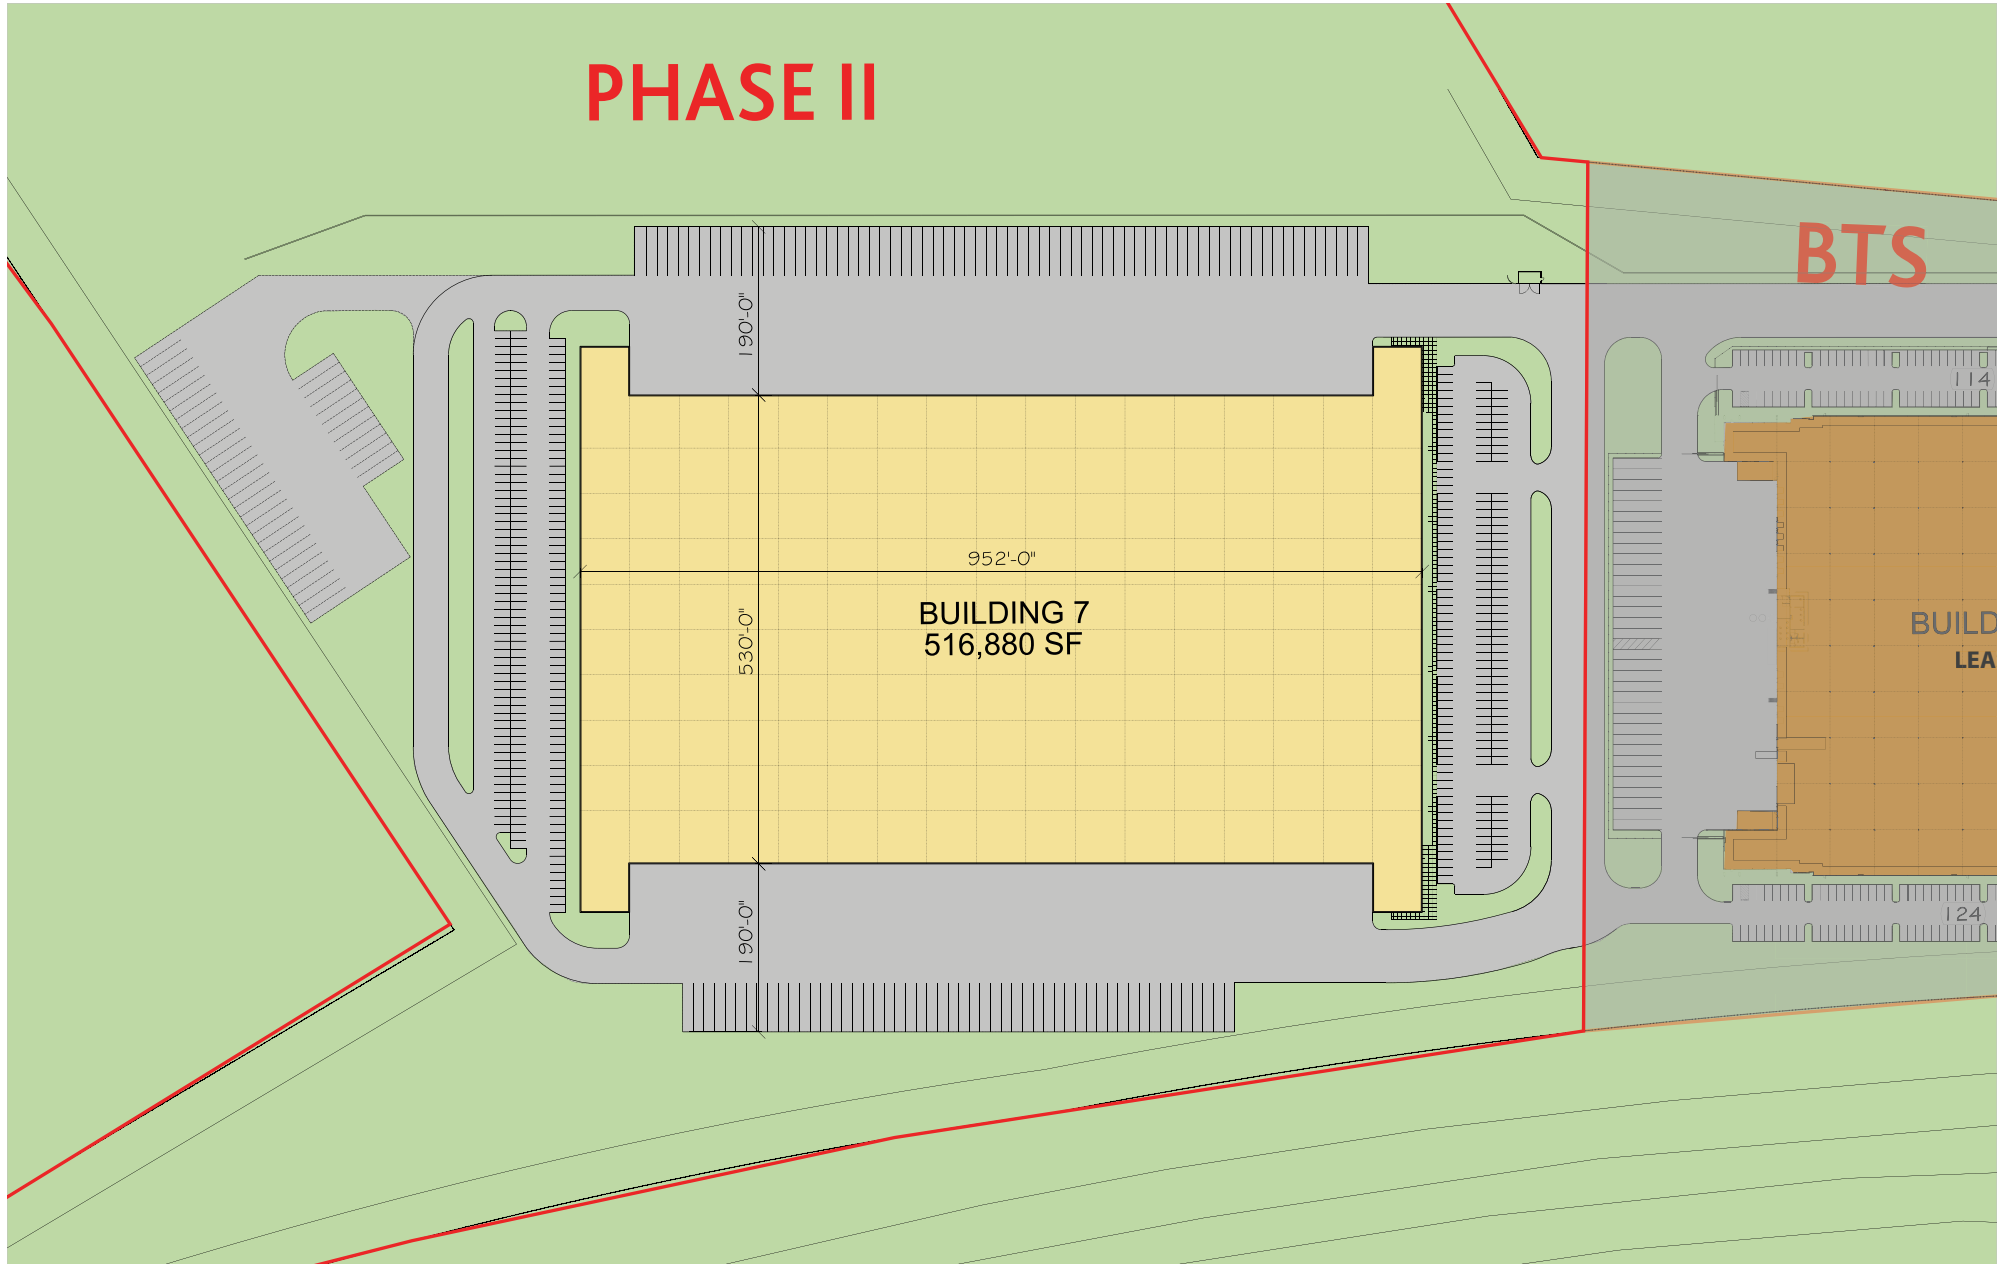 PHASE II
BTS
190'-0"
114
952'-0"
BUILDING 7
516,880 SF
530'-0"
BUILD
LEA
190'-0"
124